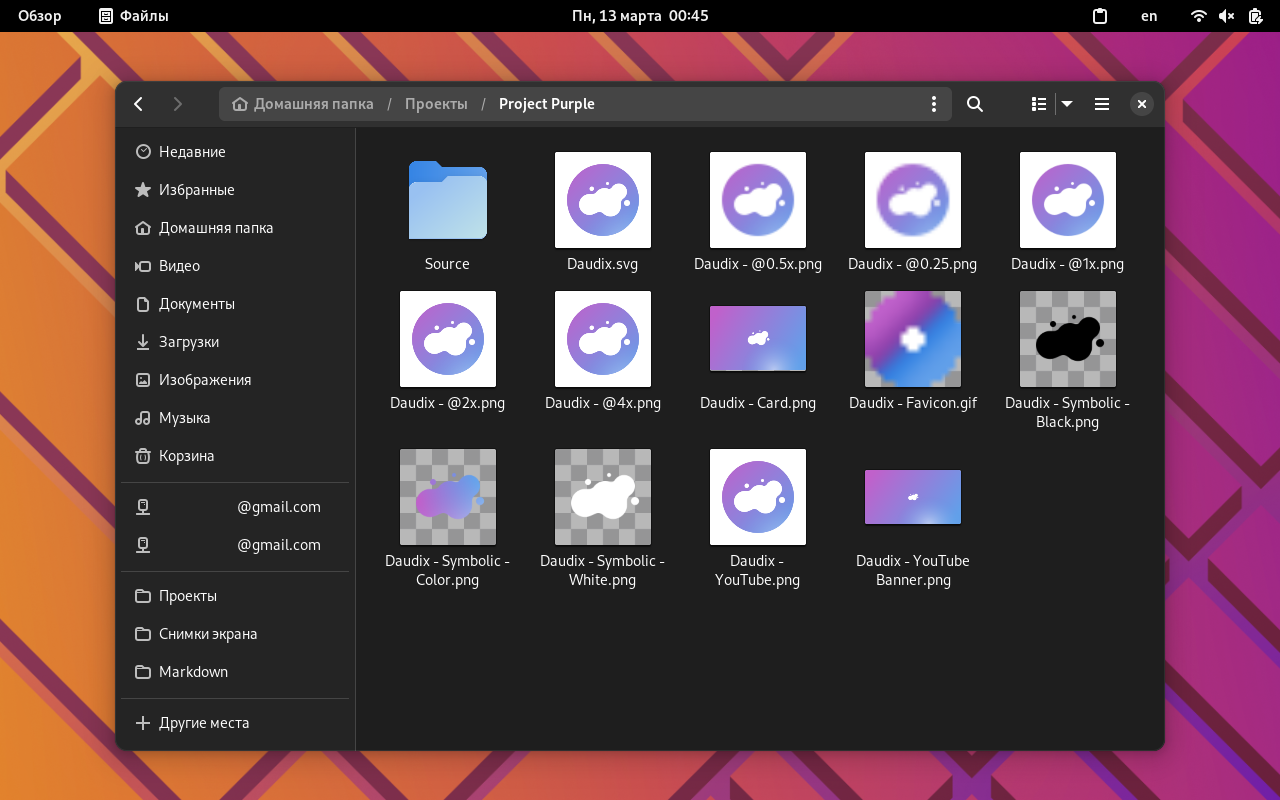 Обзор Файлы Пн, 13 марта 00:45 en
Домашняя папка / Проекты / Project Purple
Недавние
Избранные
Домашняя папка
Видео
Документы
Загрузки
Изображения
Музыка
Корзина
@gmail.com
@gmail.com
Проекты
Снимки экрана
Markdown
Другие места
Source
Daudix.svg
Daudix - @0.5x.png
Daudix - @0.25.png
Daudix - @1x.png
Daudix - @2x.png
Daudix - @4x.png
Daudix - Card.png
Daudix - Favicon.gif
Daudix - Symbolic -
Black.png
Daudix - Symbolic -
Color.png
Daudix - Symbolic -
White.png
Daudix -
YouTube.png
Daudix - YouTube
Banner.png